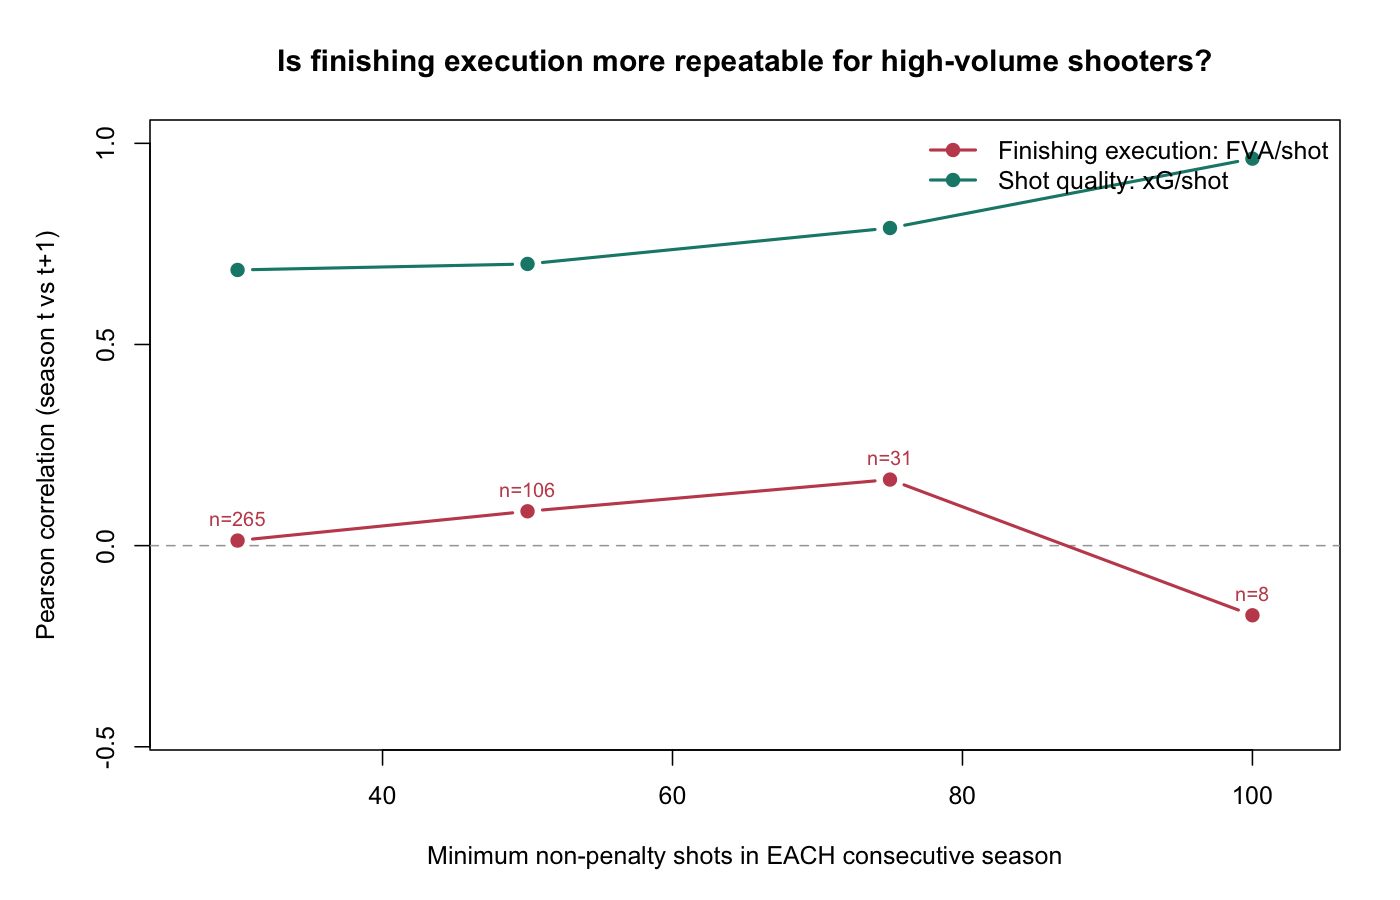 Is finishing execution more repeatable for high-volume shooters?
Pearson correlation (season t vs t+1)
1.0
0.5
0.0
-0.5
Finishing execution: FVA/shot
Shot quality: xG/shot
n=265
n=106
n=31
n=8
40
60
80
100
Minimum non-penalty shots in EACH consecutive season